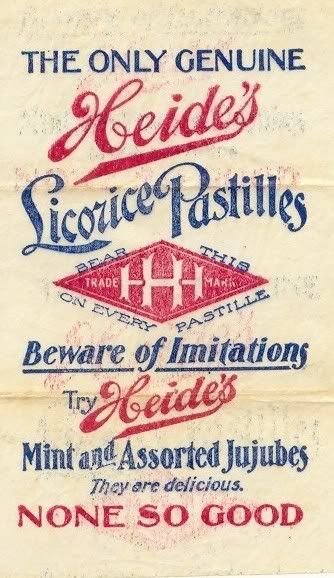 THE ONLY GENUINE
Heide's
Licorice Pastilles
BEAR THIS
TRADE HHH MARK
ON EVERY PASTILLE
Beware of Imitations
Try Heide's
Mint and Assorted Jujubes
They are delicious.
NONE SO GOOD